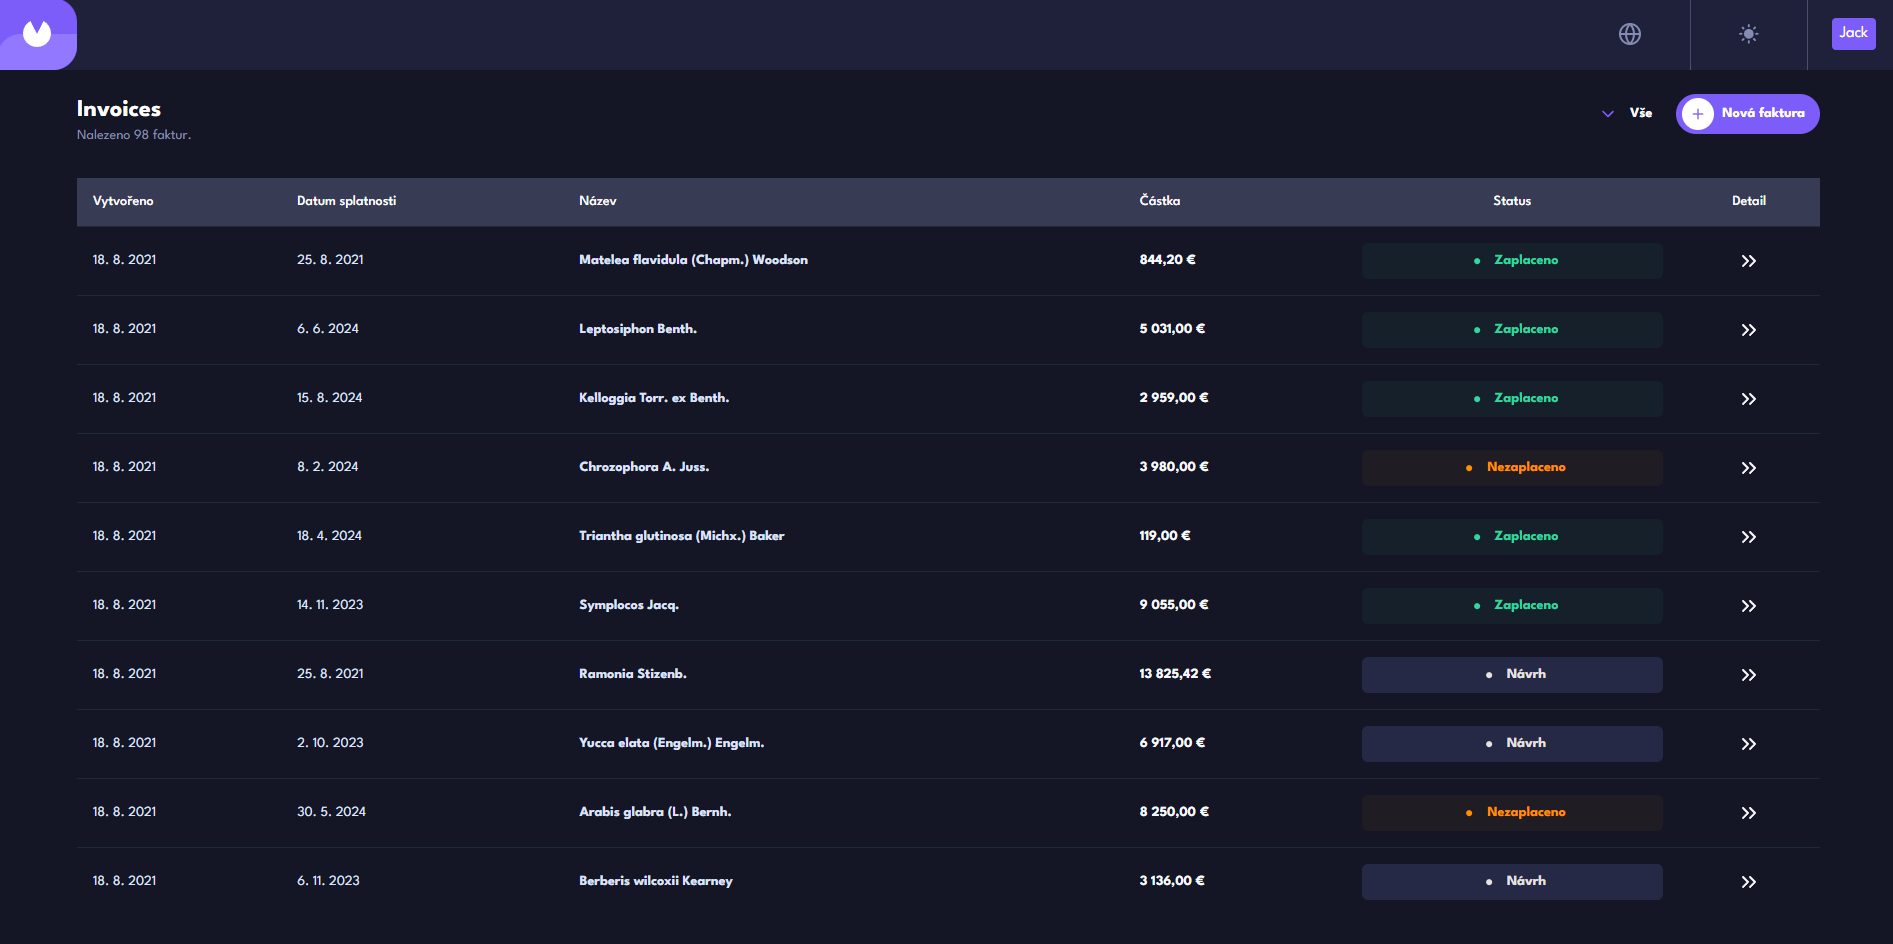 Jack
Invoices
Nalezeno 98 faktur.
Vše
Nová faktura
Vytvořeno Datum splatnosti Název Částka Status Detail
18. 8. 2021 25. 8. 2021 Matelea flavidula (Chapm.) Woodson 844,20 € Zaplaceno
18. 8. 2021 6. 6. 2024 Leptosiphon Benth. 5 031,00 € Zaplaceno
18. 8. 2021 15. 8. 2024 Kelloggia Torr. ex Benth. 2 959,00 € Zaplaceno
18. 8. 2021 8. 2. 2024 Chrozophora A. Juss. 3 980,00 € Nezaplaceno
18. 8. 2021 18. 4. 2024 Triantha glutinosa (Michx.) Baker 119,00 € Zaplaceno
18. 8. 2021 14. 11. 2023 Symplocos Jacq. 9 055,00 € Zaplaceno
18. 8. 2021 25. 8. 2021 Ramonia Stizenb. 13 825,42 € Návrh
18. 8. 2021 2. 10. 2023 Yucca elata (Engelm.) Engelm. 6 917,00 € Návrh
18. 8. 2021 30. 5. 2024 Arabis glabra (L.) Bernh. 8 250,00 € Nezaplaceno
18. 8. 2021 6. 11. 2023 Berberis wilcoxii Kearney 3 136,00 € Návrh